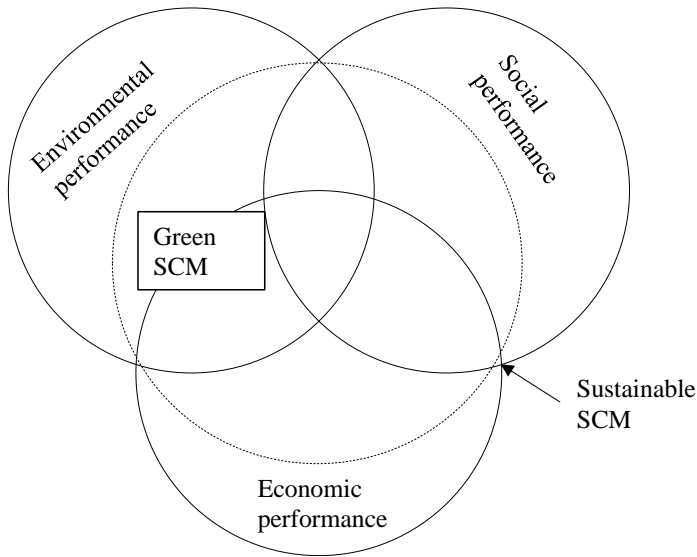 Environmental
performance
Social
performance
Green
SCM
Sustainable
SCM
Economic
performance